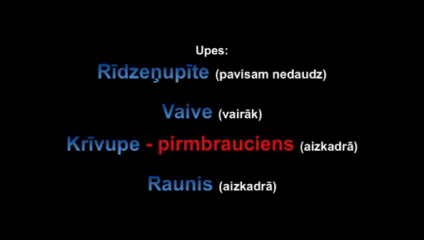 Upes:
Rīdzeņupīte (pavisam nedaudz)
Vaive (vairāk)
Krīvupe - pirmbrauciens (aizkadrā)
Raunis (aizkadrā)